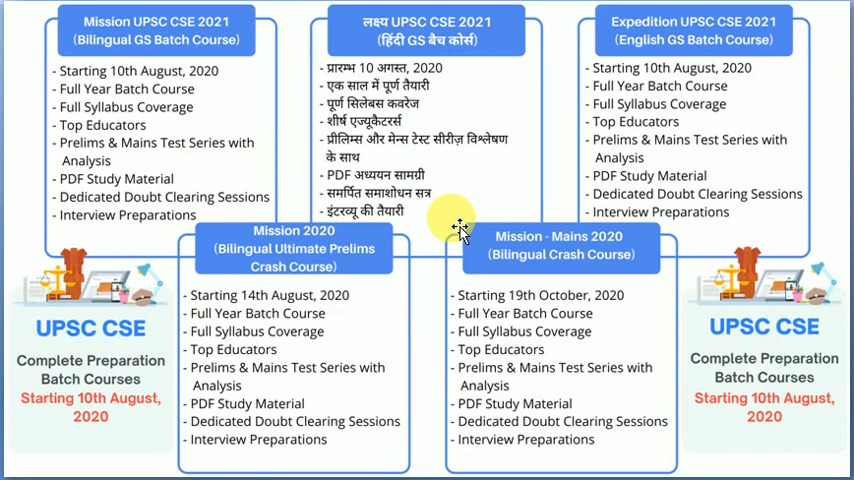 Mission UPSC CSE 2021
(Bilingual GS Batch Course)
- Starting 10th August, 2020
- Full Year Batch Course
- Full Syllabus Coverage
- Top Educators
- Prelims & Mains Test Series with
Analysis
- PDF Study Material
- Dedicated Doubt Clearing Sessions
- Interview Preparations
लक्ष्य UPSC CSE 2021
(हिंदी GS बैच कोर्स)
- प्रारम्भ 10 अगस्त, 2020
- एक साल में पूर्ण तैयारी
- पूर्ण सिलेबस कवरेज
- शीर्ष एज्यूकैटरर्स
- प्रीलिम्स और मेन्स टेस्ट सीरीज़ विश्लेषण
के साथ
- PDF अध्ययन सामग्री
- समर्पित समाशोधन सत्र
- इंटरव्यू की तैयारी
Expedition UPSC CSE 2021
(English GS Batch Course)
- Starting 10th August, 2020
- Full Year Batch Course
- Full Syllabus Coverage
- Top Educators
- Prelims & Mains Test Series with
Analysis
- PDF Study Material
- Dedicated Doubt Clearing Sessions
- Interview Preparations
UPSC CSE
Complete Preparation
Batch Courses
Starting 10th August,
2020
Mission 2020
(Bilingual Ultimate Prelims
Crash Course)
- Starting 14th August, 2020
- Full Year Batch Course
- Full Syllabus Coverage
- Top Educators
- Prelims & Mains Test Series with
Analysis
- PDF Study Material
- Dedicated Doubt Clearing Sessions
- Interview Preparations
Mission - Mains 2020
(Bilingual Crash Course)
- Starting 19th October, 2020
- Full Year Batch Course
- Full Syllabus Coverage
- Top Educators
- Prelims & Mains Test Series with
Analysis
- PDF Study Material
- Dedicated Doubt Clearing Sessions
- Interview Preparations
UPSC CSE
Complete Preparation
Batch Courses
Starting 10th August,
2020